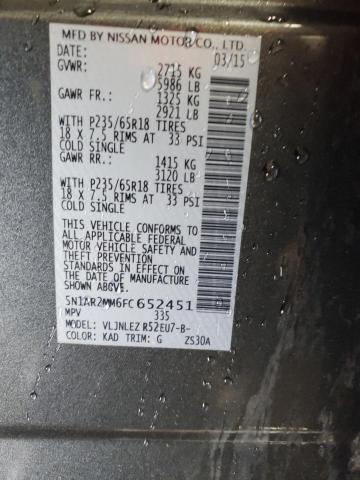 MFD BY NISSAN MOTOR CO., LTD.
DATE: 03/15
GVWR: 2715 KG
5986 LB
GAWR FR.: 1325 KG
2921 LB
WITH P235/65R18 TIRES
18 X 7.5 RIMS AT 33 PSI
COLD SINGLE
GAWR RR.: 1415 KG
3120 LB
WITH P235/65R18 TIRES
18 X 7.5 RIMS AT 33 PSI
COLD SINGLE
THIS VEHICLE CONFORMS TO
ALL APPLICABLE FEDERAL
MOTOR VEHICLE SAFETY AND
THEFT PREVENTION
STANDARDS IN EFFECT ON
THE DATE OF MANUFACTURE
SHOWN ABOVE.
5N1AR2MM6FC652451
MPV 335
MODEL: VLJNLEZ R52EU7-B-
COLOR: KAD TRIM: G ZS30A